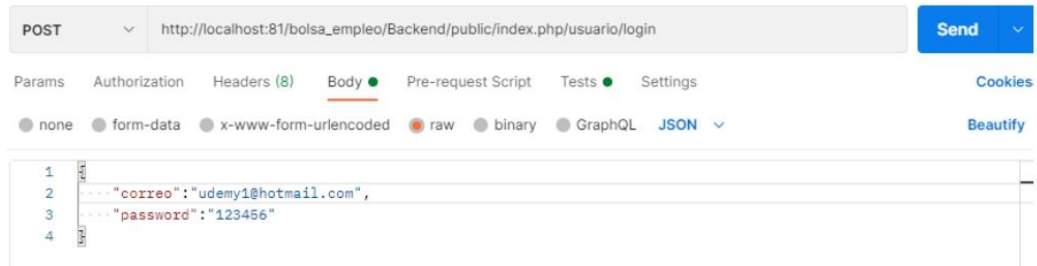 POST http://localhost:81/bolsa_empleo/Backend/public/index.php/usuario/login Send
Params Authorization Headers (8) Body Pre-request Script Tests Settings Cookies
none form-data x-www-form-urlencoded raw binary GraphQL JSON Beautify
1 {
2 "correo":"udemy1@hotmail.com",
3 "password":"123456"
4 }